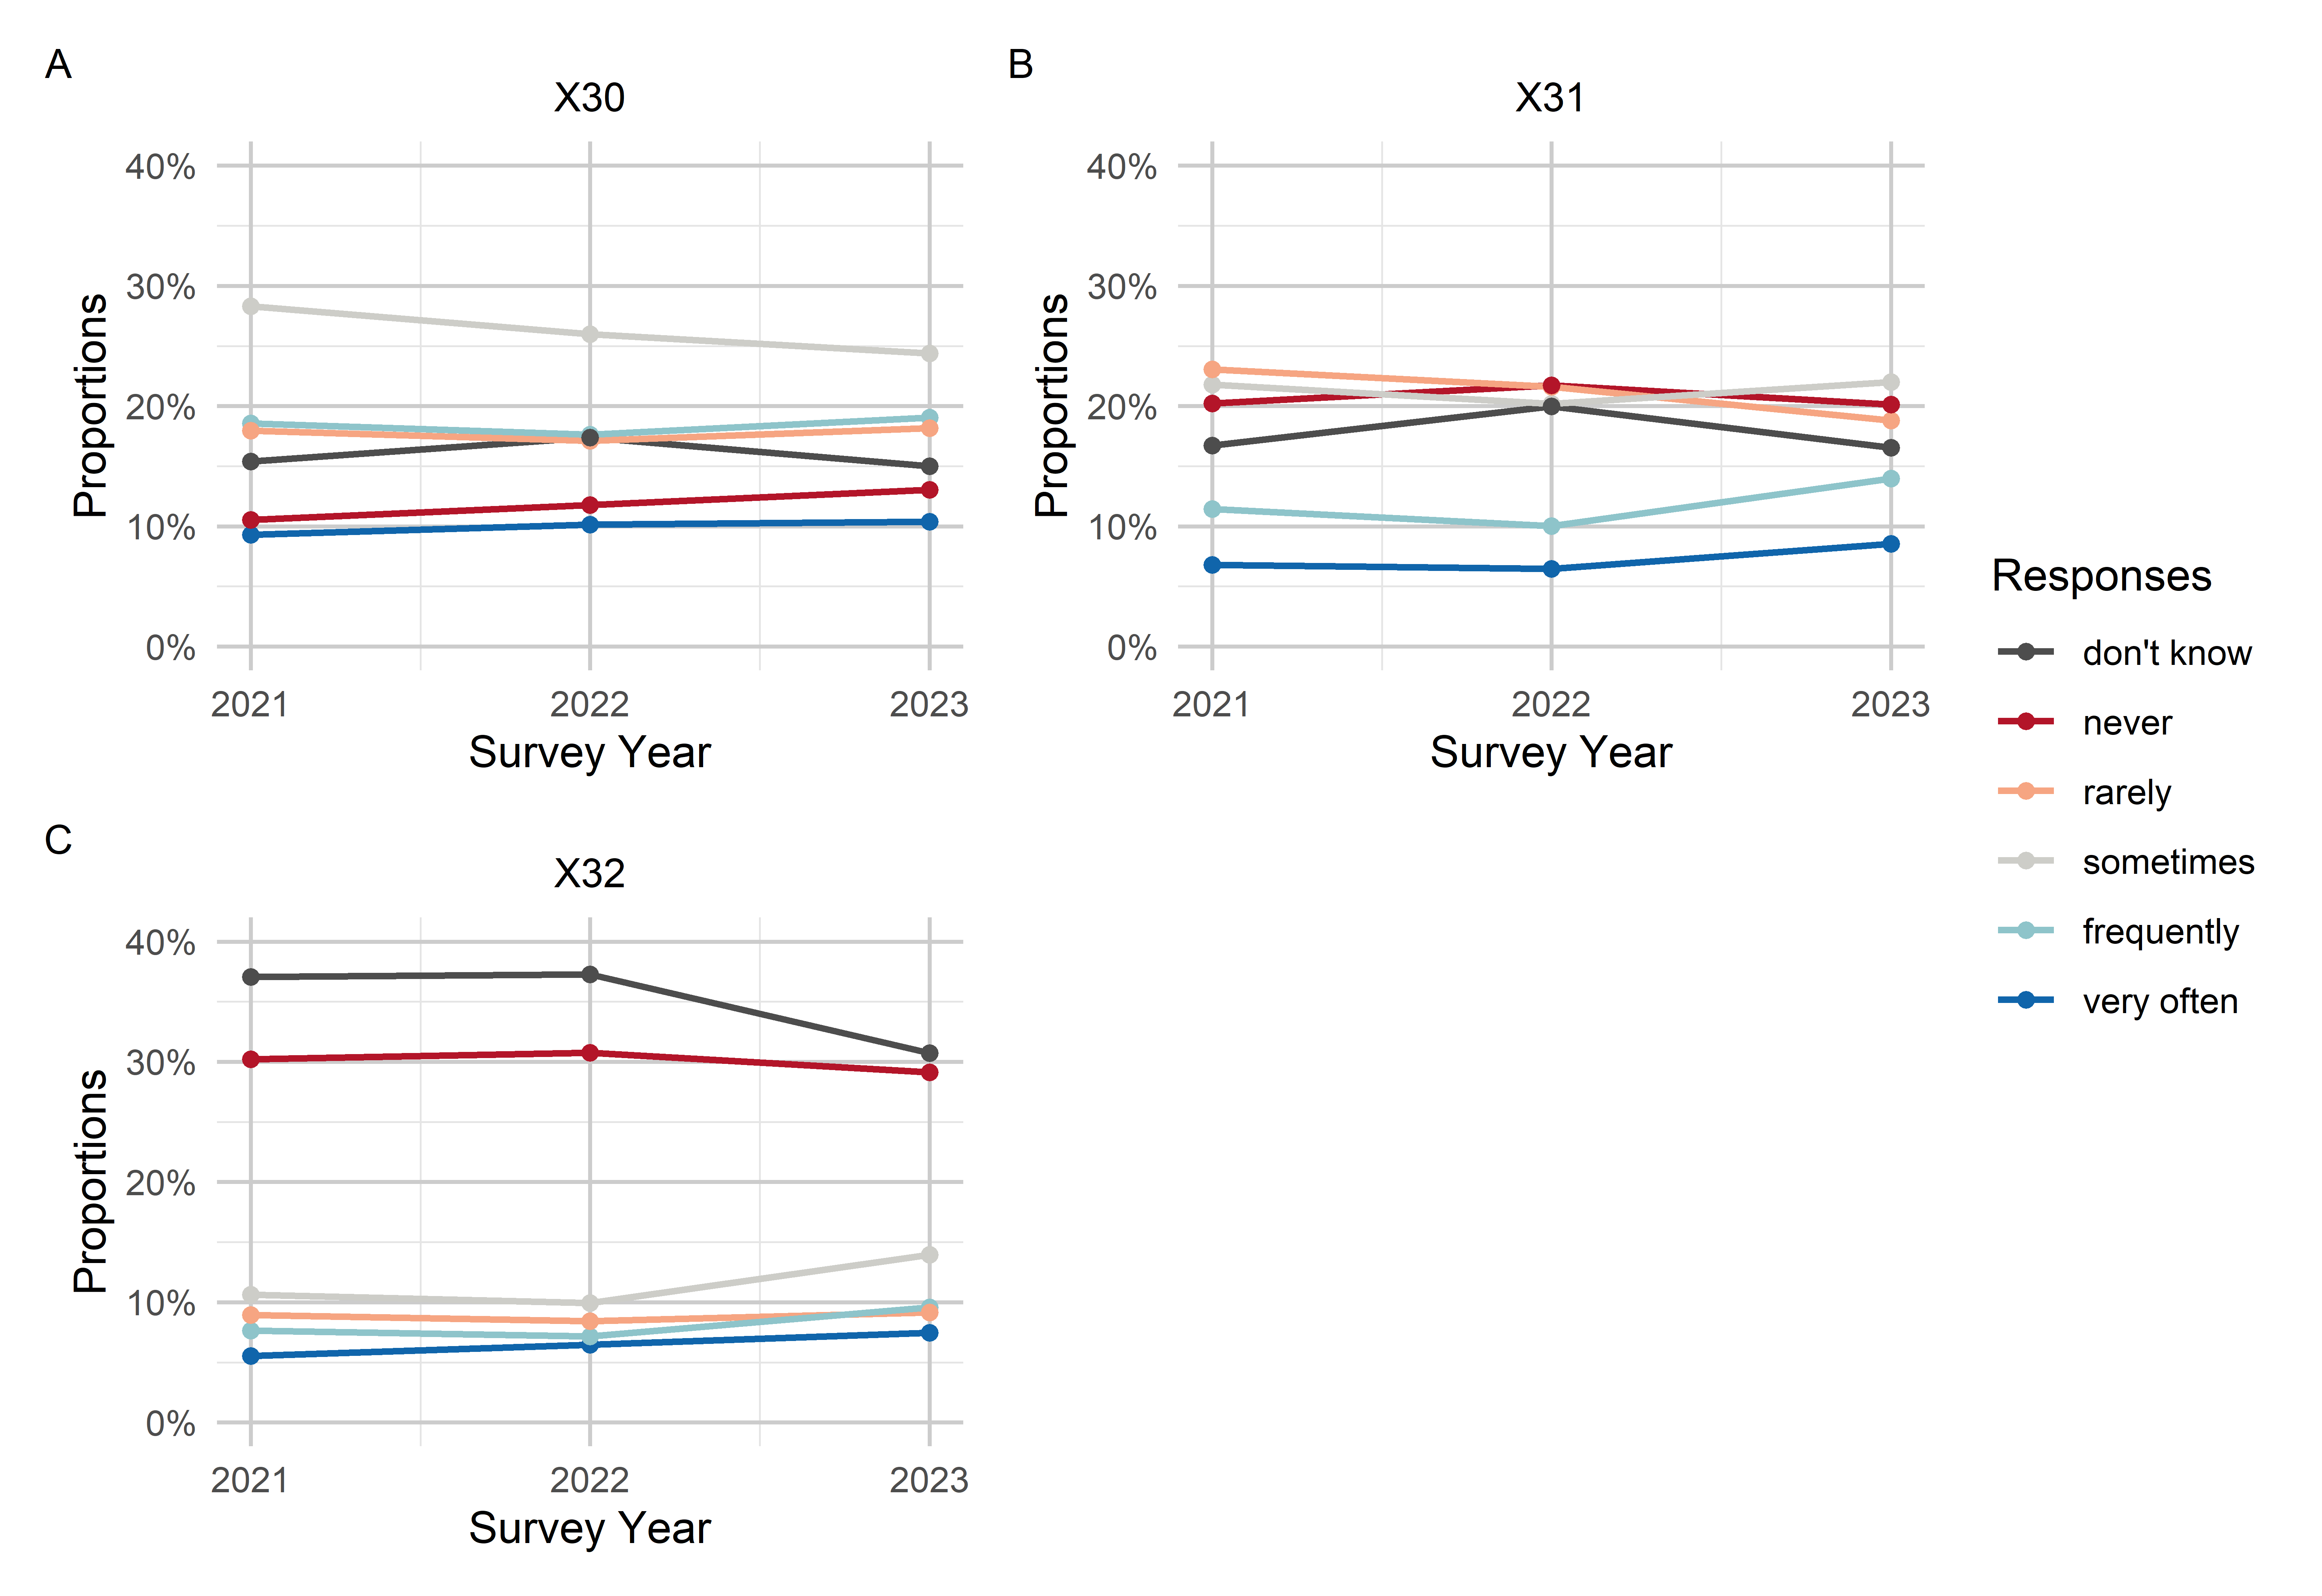 A
X30
40%
30%
20%
10%
0%
Proportions
2021 2022 2023
Survey Year
B
X31
40%
30%
20%
10%
0%
Proportions
2021 2022 2023
Survey Year
C
X32
40%
30%
20%
10%
0%
Proportions
2021 2022 2023
Survey Year
Responses
don't know
never
rarely
sometimes
frequently
very often